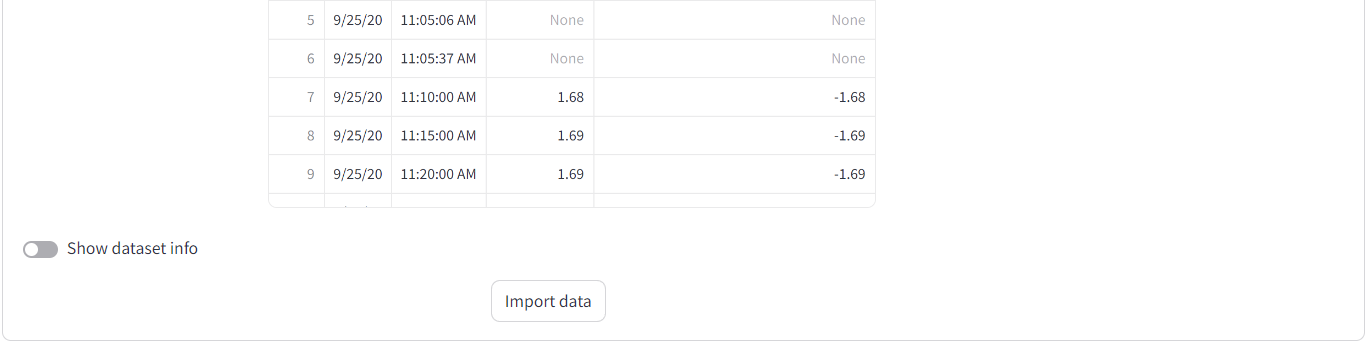 5 9/25/20 11:05:06 AM None None
6 9/25/20 11:05:37 AM None None
7 9/25/20 11:10:00 AM 1.68 -1.68
8 9/25/20 11:15:00 AM 1.69 -1.69
9 9/25/20 11:20:00 AM 1.69 -1.69
Show dataset info
Import data